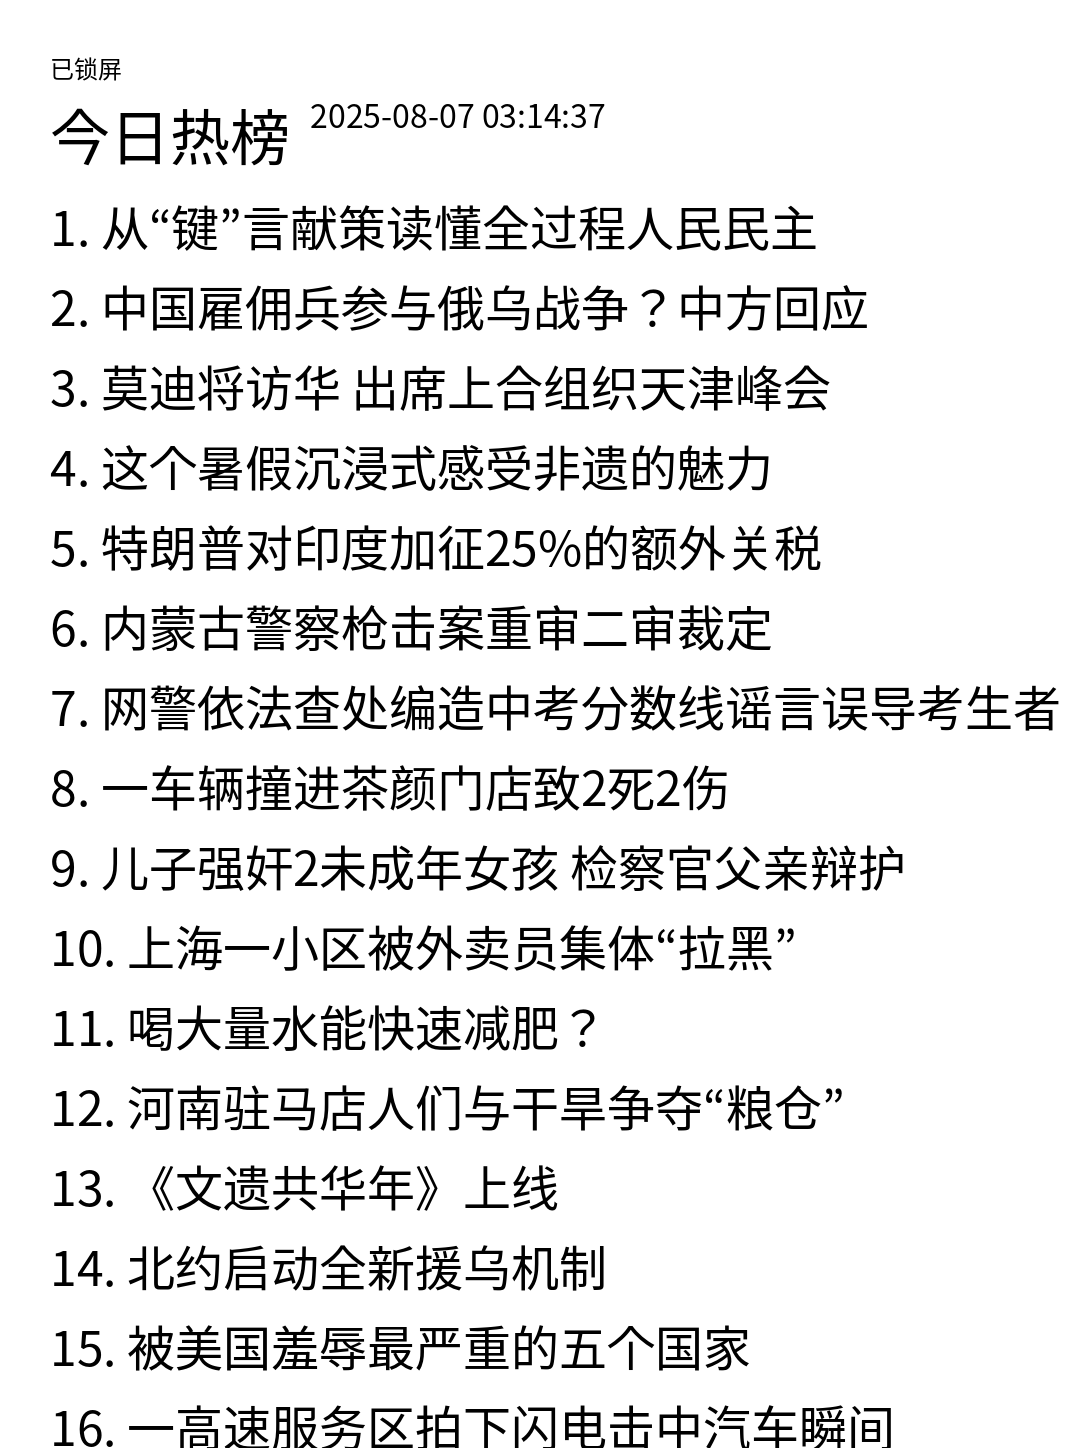 已锁屏
今日热榜 2025-08-07 03:14:37
1. 从“键”言献策读懂全过程人民民主
2. 中国雇佣兵参与俄乌战争？中方回应
3. 莫迪将访华 出席上合组织天津峰会
4. 这个暑假沉浸式感受非遗的魅力
5. 特朗普对印度加征25%的额外关税
6. 内蒙古警察枪击案重审二审裁定
7. 网警依法查处编造中考分数线谣言误导考生者
8. 一车辆撞进茶颜门店致2死2伤
9. 儿子强奸2未成年女孩 检察官父亲辩护
10. 上海一小区被外卖员集体“拉黑”
11. 喝大量水能快速减肥？
12. 河南驻马店人们与干旱争夺“粮仓”
13. 《文遗共华年》上线
14. 北约启动全新援乌机制
15. 被美国羞辱最严重的五个国家
16. 一高速服务区拍下闪电击中汽车瞬间